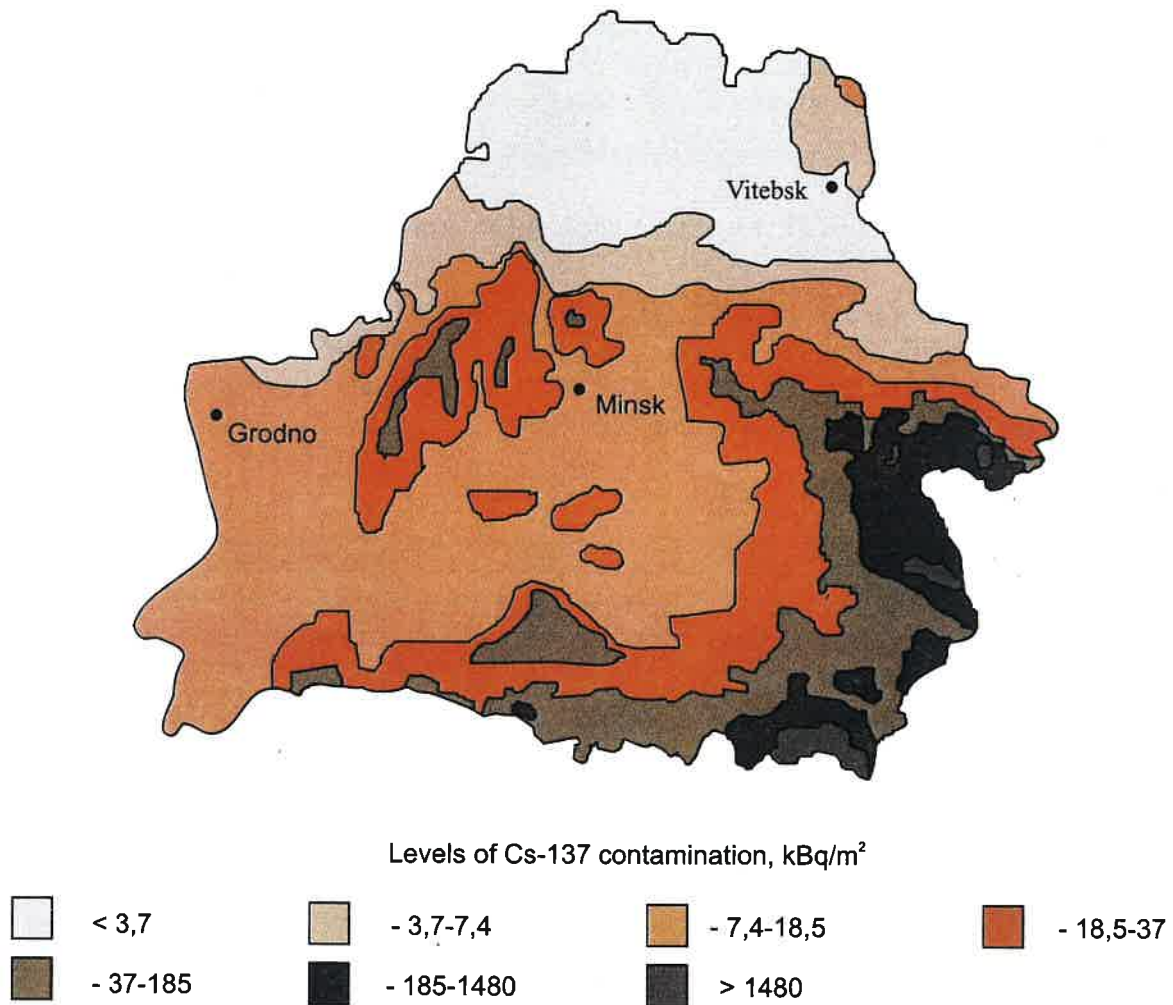 Vitebsk
Minsk
Grodno
Levels of Cs-137 contamination, kBq/m²
< 3,7
- 3,7-7,4
- 7,4-18,5
- 18,5-37
- 37-185
- 185-1480
> 1480